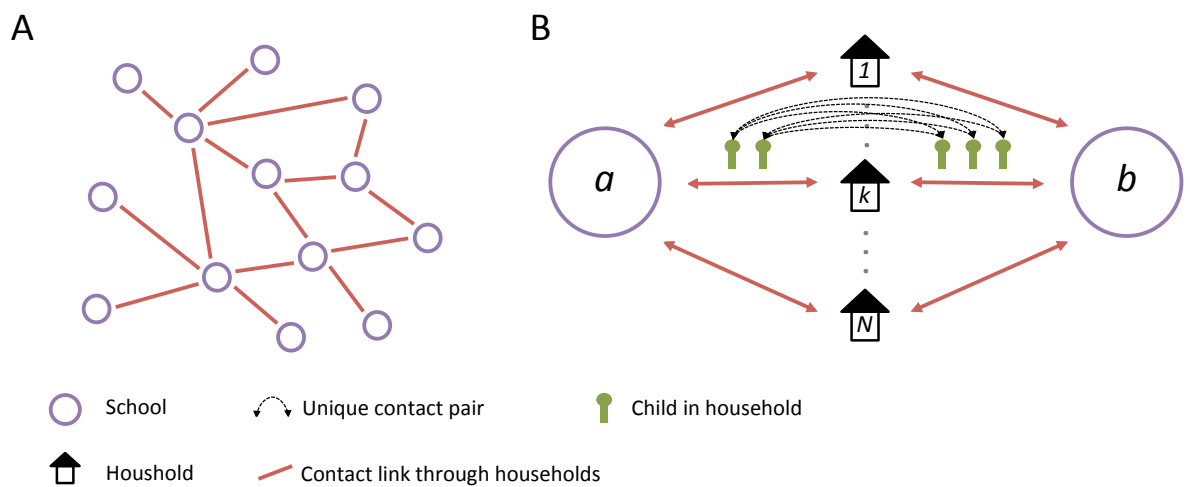 A
B
1
a
k
b
N
School
Unique contact pair
Child in household
Houshold
Contact link through households